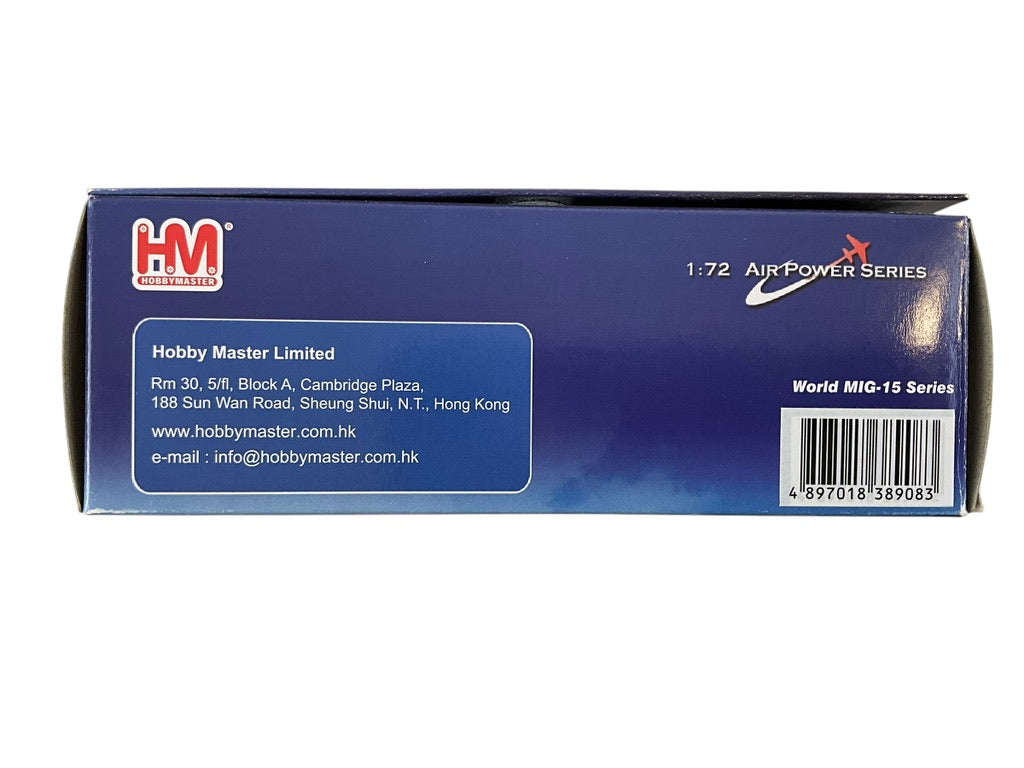 HM®
HOBBYMASTER
1:72 AIR POWER SERIES
Hobby Master Limited
Rm 30, 5/fl, Block A, Cambridge Plaza,
188 Sun Wan Road, Sheung Shui, N.T., Hong Kong
www.hobbymaster.com.hk
e-mail : info@hobbymaster.com.hk
World MIG-15 Series
4 897018 389083